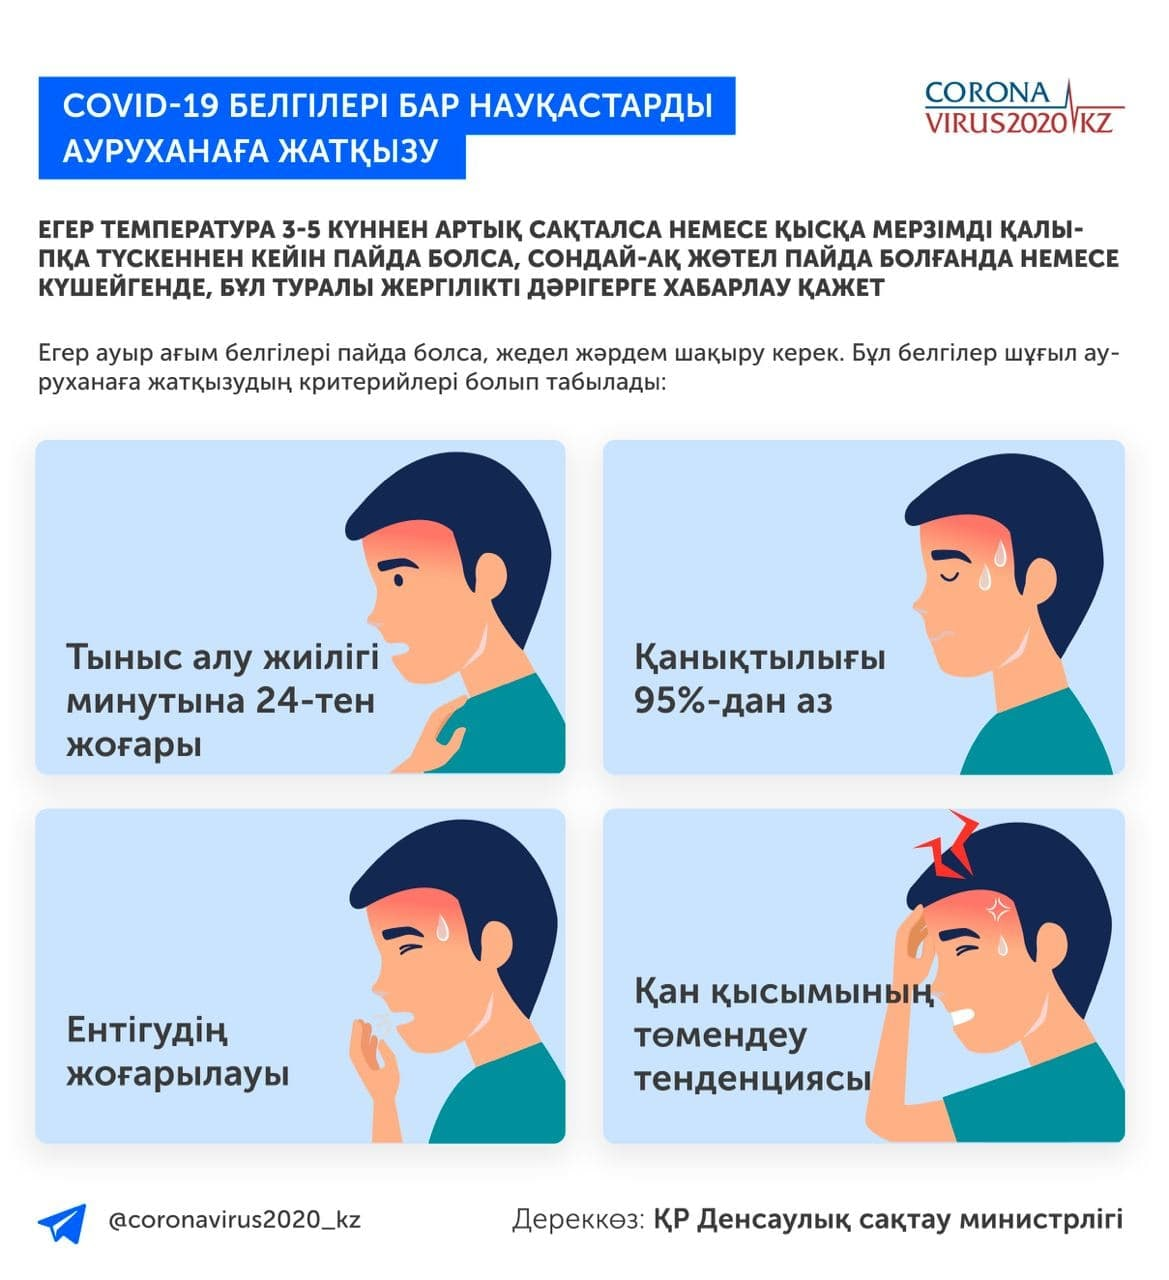 COVID-19 БЕЛГІЛЕРІ БАР НАУҚАСТАРДЫ
АУРУХАНАҒА ЖАТҚЫЗУ
CORONA
VIRUS2020 KZ
ЕГЕР ТЕМПЕРАТУРА 3-5 КҮННЕН АРТЫҚ САҚТАЛСА НЕМЕСЕ ҚЫСҚА МЕРЗІМДІ ҚАЛЫ-
ПҚА ТҮСКЕННЕН КЕЙІН ПАЙДА БОЛСА, СОНДАЙ-АҚ ЖӨТЕЛ ПАЙДА БОЛҒАНДА НЕМЕСЕ
КҮШЕЙГЕНДЕ, БҰЛ ТУРАЛЫ ЖЕРГІЛІКТІ ДӘРІГЕРГЕ ХАБАРЛАУ ҚАЖЕТ
Егер ауыр ағым белгілері пайда болса, жедел жәрдем шақыру керек. Бұл белгілер шұғыл ау-
руханаға жатқызудың критерийлері болып табылады:
Тыныс алу жиілігі
минутына 24-тен
жоғары
Қанықтылығы
95%-дан аз
Ентігудің
жоғарылауы
Қан қысымының
төмендеу
тенденциясы
@coronavirus2020_kz
Дереккөз: ҚР Денсаулық сақтау министрлігі